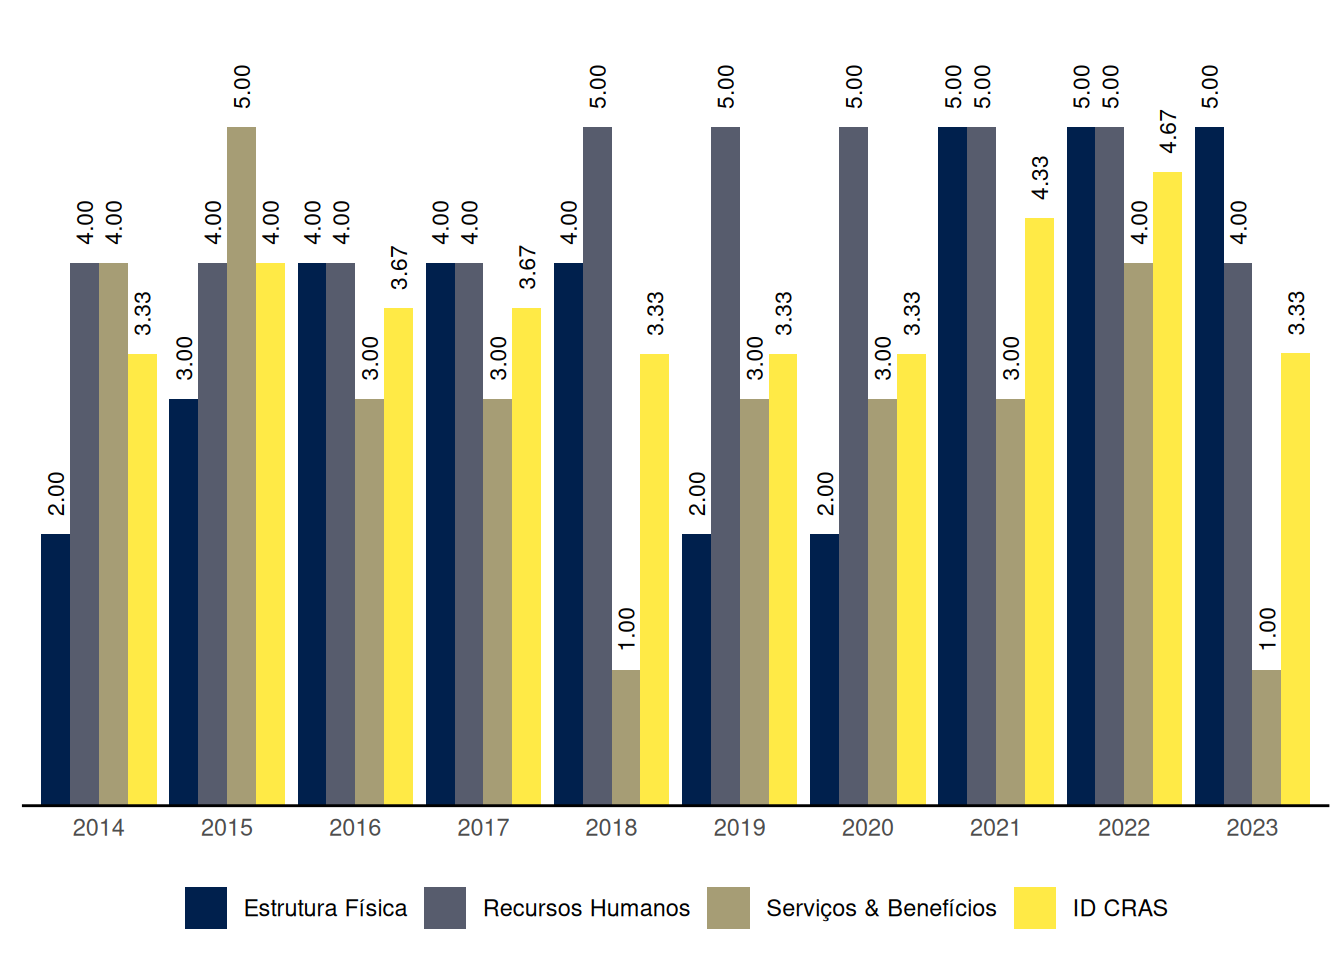 2.00 4.00 4.00 3.33
3.00 4.00 5.00 4.00
4.00 4.00 3.00 3.67
4.00 4.00 3.00 3.67
4.00 5.00 1.00 3.33
2.00 5.00 3.00 3.33
2.00 5.00 3.00 3.33
5.00 5.00 3.00 4.33
5.00 5.00 4.00 4.67
5.00 4.00 1.00 3.33
2014 2015 2016 2017 2018 2019 2020 2021 2022 2023
Estrutura Física Recursos Humanos Serviços & Benefícios ID CRAS